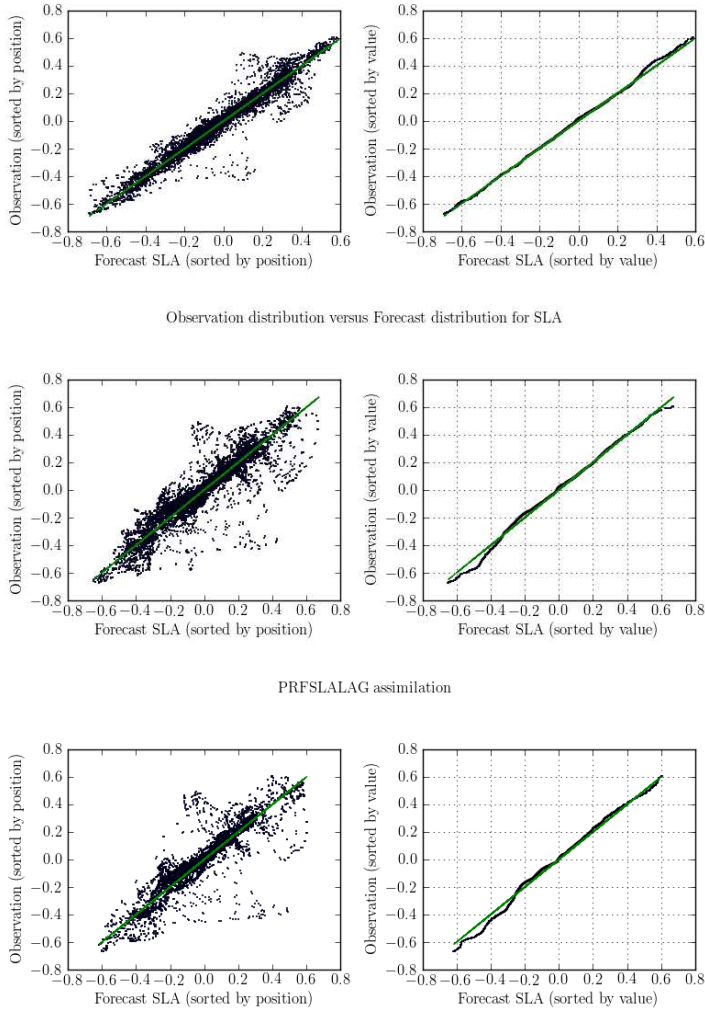 Observation (sorted by position)
0.8
0.6
0.4
0.2
0.0
−0.2
−0.4
−0.6
−0.8
−0.8 −0.6 −0.4 −0.2 0.0 0.2 0.4 0.6
Forecast SLA (sorted by position)
Observation (sorted by value)
0.8
0.6
0.4
0.2
0.0
−0.2
−0.4
−0.6
−0.8
−0.8 −0.6 −0.4 −0.2 0.0 0.2 0.4 0.6
Forecast SLA (sorted by value)
Observation distribution versus Forecast distribution for SLA
Observation (sorted by position)
0.8
0.6
0.4
0.2
0.0
−0.2
−0.4
−0.6
−0.8
−0.8 −0.6 −0.4 −0.2 0.0 0.2 0.4 0.6 0.8
Forecast SLA (sorted by position)
Observation (sorted by value)
0.8
0.6
0.4
0.2
0.0
−0.2
−0.4
−0.6
−0.8
−0.8 −0.6 −0.4 −0.2 0.0 0.2 0.4 0.6 0.8
Forecast SLA (sorted by value)
PRFSLALAG assimilation
Observation (sorted by position)
0.8
0.6
0.4
0.2
0.0
−0.2
−0.4
−0.6
−0.8
−0.8 −0.6 −0.4 −0.2 0.0 0.2 0.4 0.6 0.8
Forecast SLA (sorted by position)
Observation (sorted by value)
0.8
0.6
0.4
0.2
0.0
−0.2
−0.4
−0.6
−0.8
−0.8 −0.6 −0.4 −0.2 0.0 0.2 0.4 0.6 0.8
Forecast SLA (sorted by value)